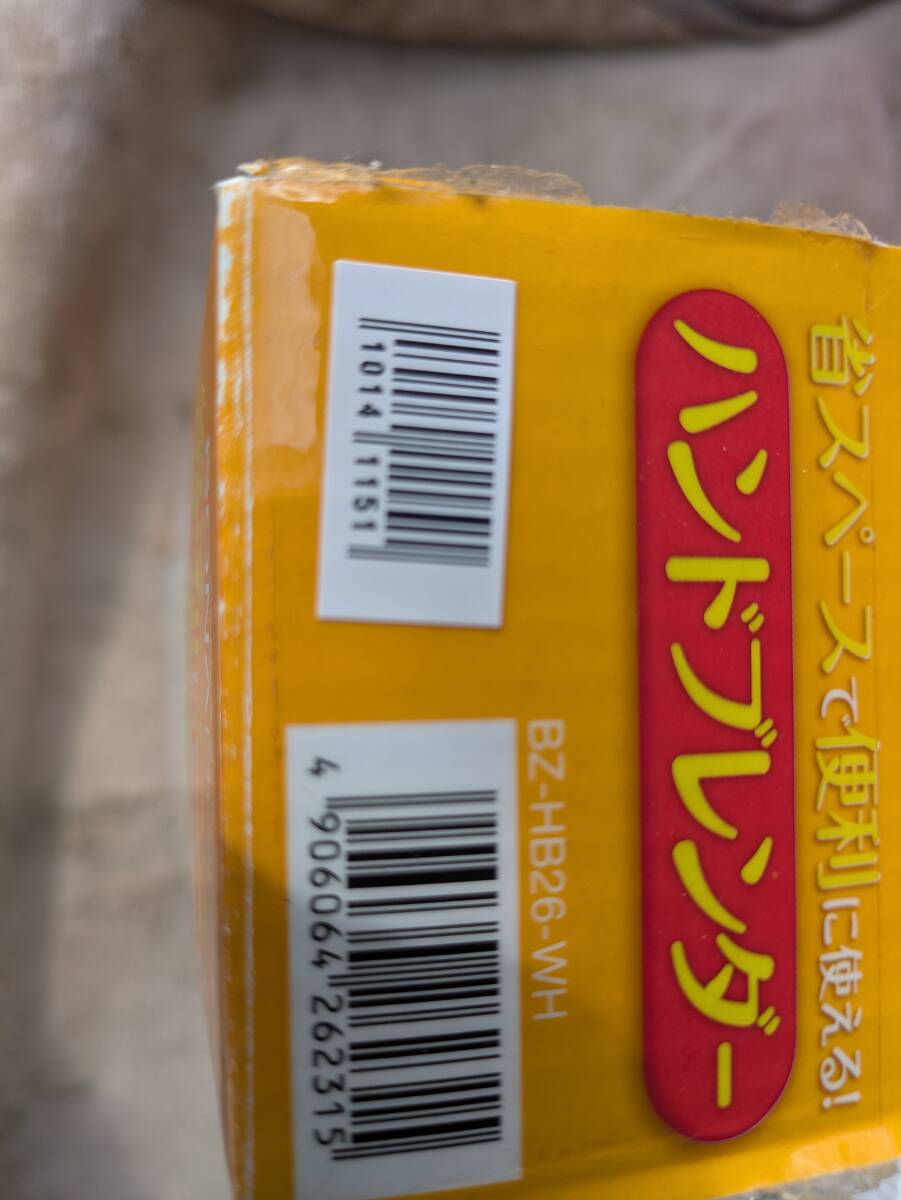 省スペースで便利に使える!
ハンドブレンダー
BZ-HB26-WH
1014 1151
4 906064 262315